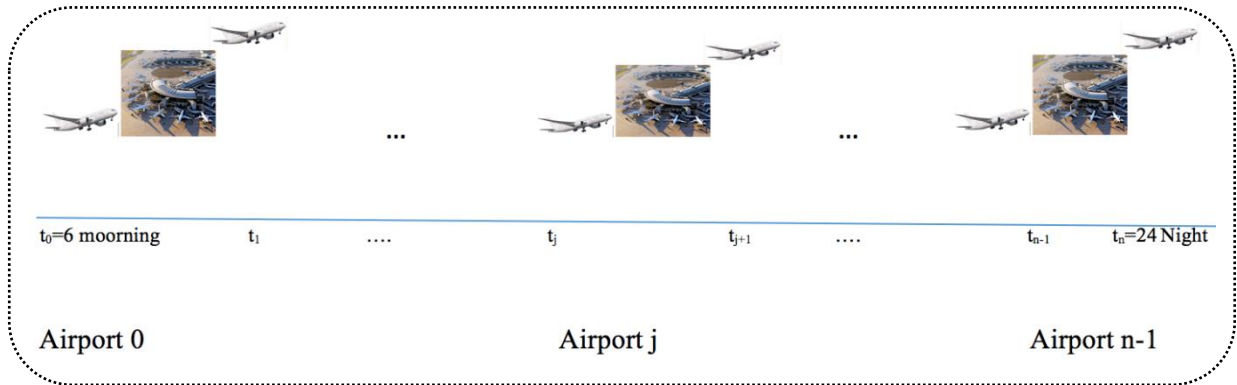 ... ...
t₀=6 moorning t₁ .... tⱼ tⱼ₊₁ .... tₙ₋₁ tₙ=24 Night
Airport 0 Airport j Airport n-1